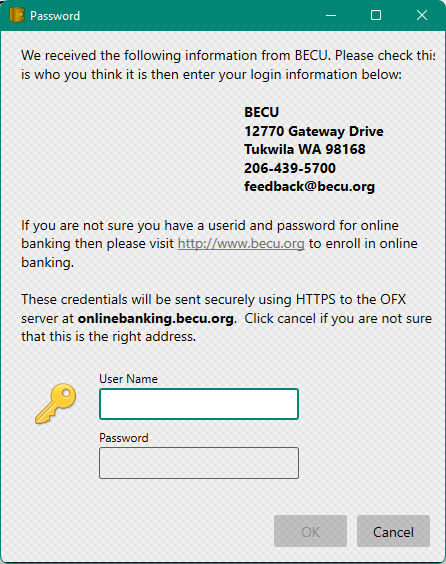 Password
We received the following information from BECU. Please check this
is who you think it is then enter your login information below:
BECU
12770 Gateway Drive
Tukwila WA 98168
206-439-5700
feedback@becu.org
If you are not sure you have a userid and password for online
banking then please visit http://www.becu.org to enroll in online
banking.
These credentials will be sent securely using HTTPS to the OFX
server at onlinebanking.becu.org.  Click cancel if you are not sure
that this is the right address.
User Name
Password
OK
Cancel